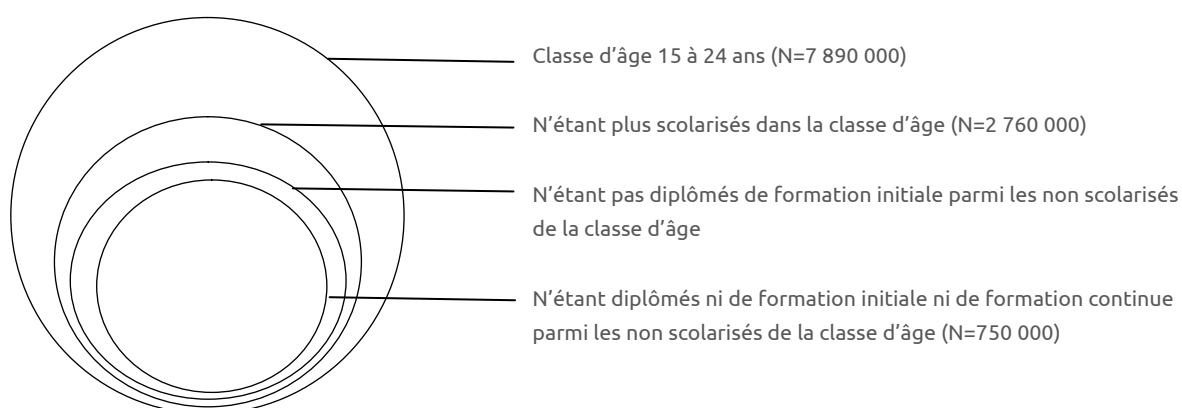 Classe d’âge 15 à 24 ans (N=7 890 000)
N’étant plus scolarisés dans la classe d’âge (N=2 760 000)
N’étant pas diplômés de formation initiale parmi les non scolarisés
de la classe d’âge
N’étant diplômés ni de formation initiale ni de formation continue
parmi les non scolarisés de la classe d’âge (N=750 000)